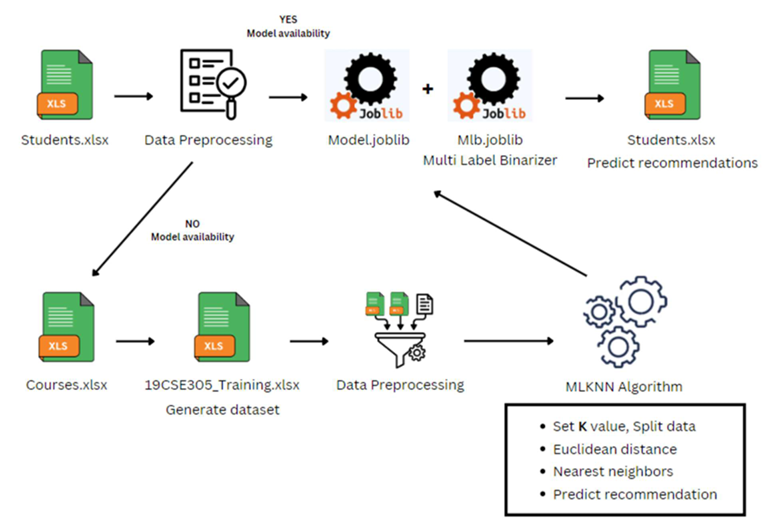 YES
Model availability
XLS
Joblib
+
Joblib
XLS
Students.xlsx
Data Preprocessing
Model.joblib
Mlb.joblib
Multi Label Binarizer
Students.xlsx
Predict recommendations
NO
Model availability
XLS
XLS
Courses.xlsx
19CSE305_Training.xlsx
Generate dataset
Data Preprocessing
MLKNN Algorithm
• Set K value, Split data
• Euclidean distance
• Nearest neighbors
• Predict recommendation